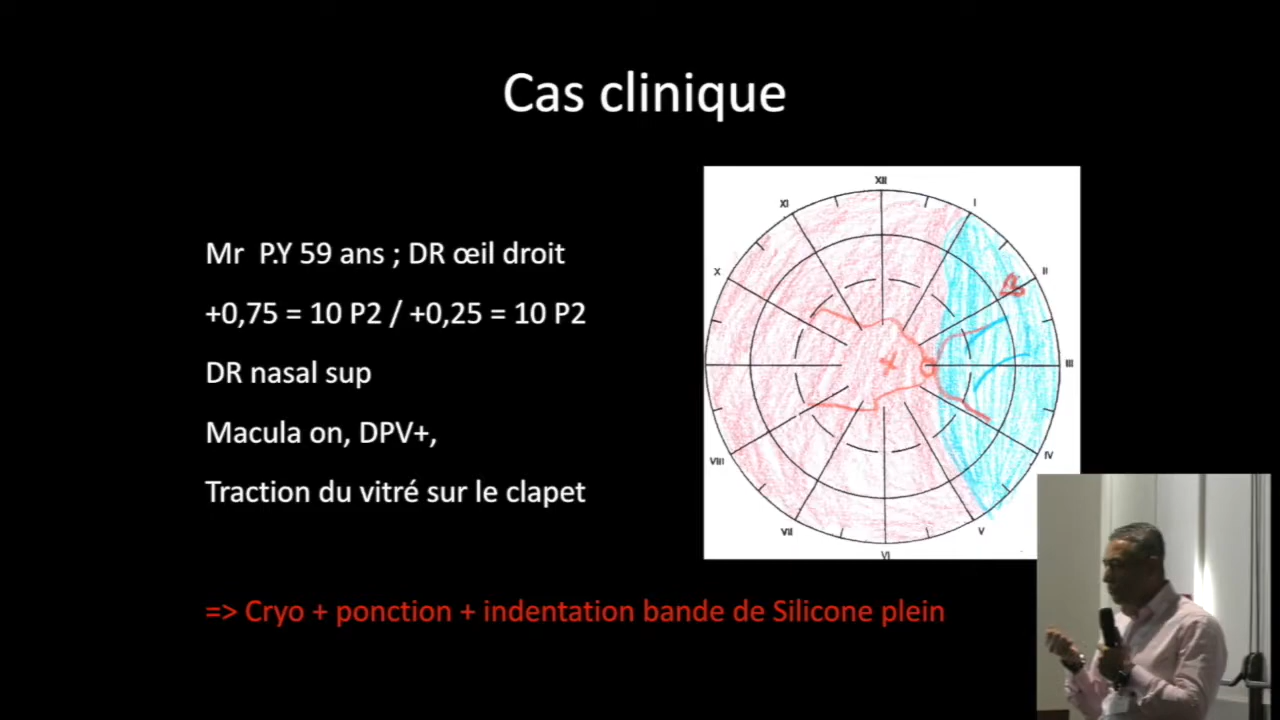 Cas clinique
Mr P.Y 59 ans ; DR œil droit
+0,75 = 10 P2 / +0,25 = 10 P2
DR nasal sup
Macula on, DPV+,
Traction du vitré sur le clapet
=> Cryo + ponction + indentation bande de Silicone plein
XII
XI
I
X
II
III
VIII
IV
VII
V
VI